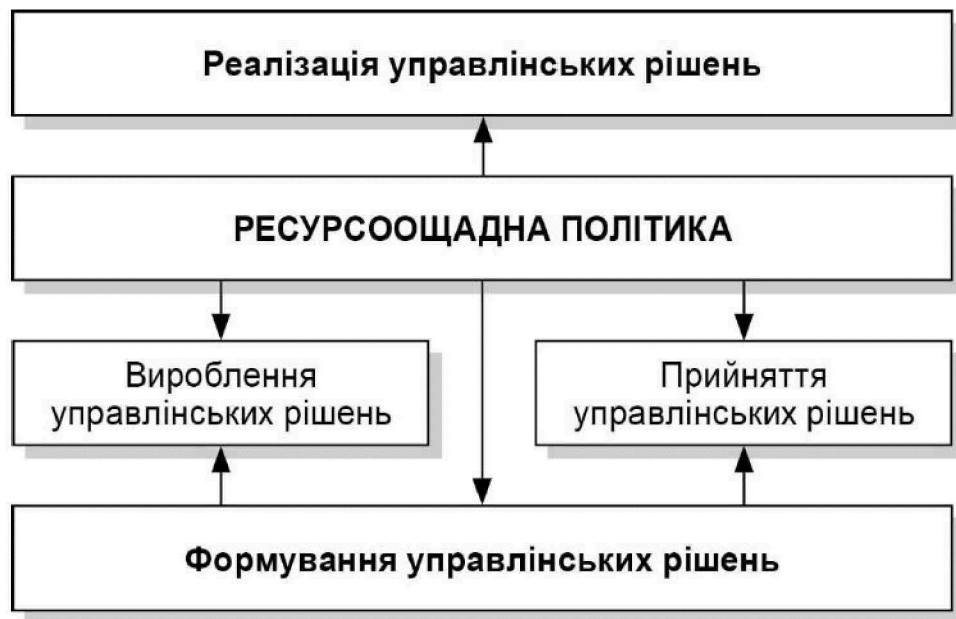 Реалізація управлінських рішень
РЕСУРСООЩАДНА ПОЛІТИКА
Вироблення
управлінських рішень
Прийняття
управлінських рішень
Формування управлінських рішень